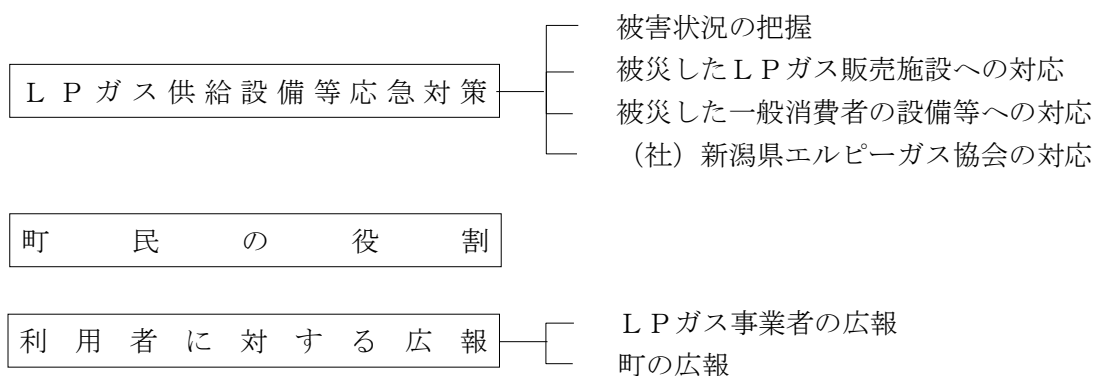 被害状況の把握
ＬＰガス供給設備等応急対策
被災したＬＰガス販売施設への対応
被災した一般消費者の設備等への対応
（社）新潟県エルピーガス協会の対応
町民の役割
利用者に対する広報
ＬＰガス事業者の広報
町の広報